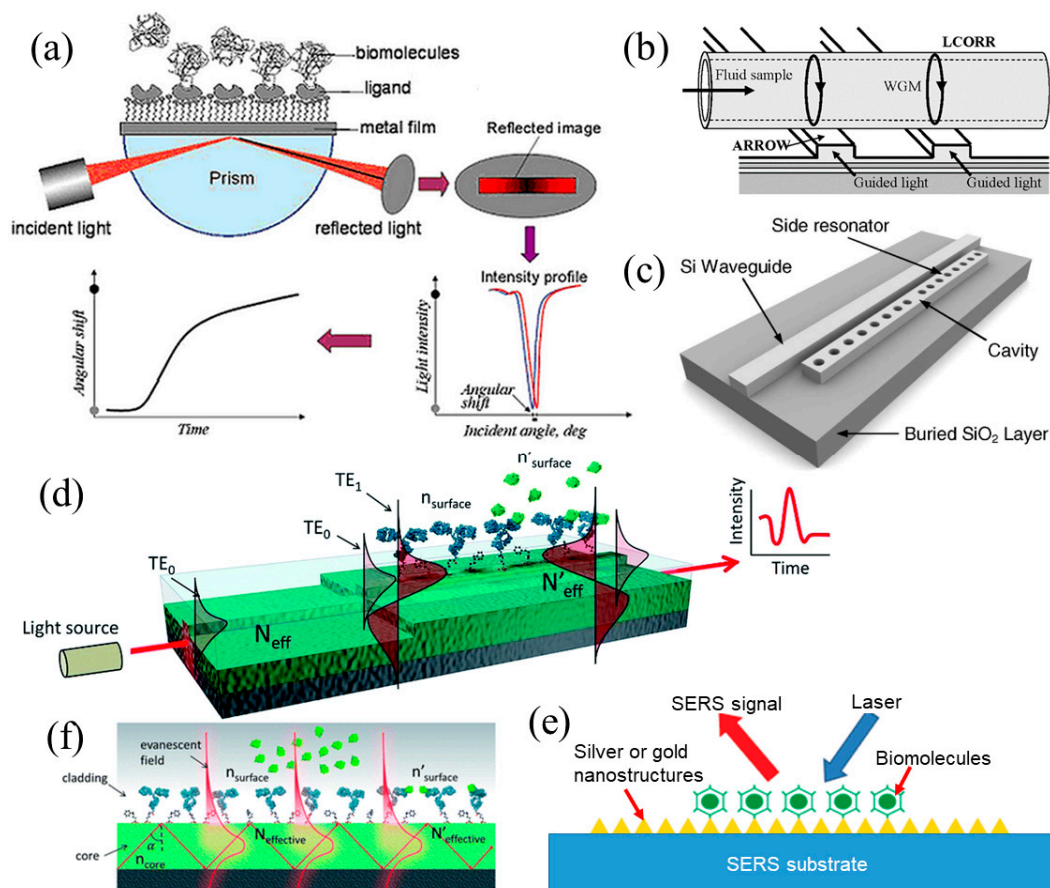 (a)
biomolecules
ligand
metal film
Prism
incident light
reflected light
Reflected image
Intensity profile
Light intensity
Angular
shift
Incident angle, deg
Angular shift
Time
(b)
LCORR
Fluid sample
WGM
ARROW
Guided light
Guided light
(c)
Side resonator
Si Waveguide
Cavity
Buried SiO₂ Layer
(d)
n'surface
TE₁
nsurface
TE₀
TE₀
N'eff
Neff
Light source
Intensity
Time
(f)
evanescent
field
cladding
nsurface
n'surface
Neffective
N'effective
α
core
ncore
(e)
SERS signal
Laser
Silver or gold
nanostructures
Biomolecules
SERS substrate